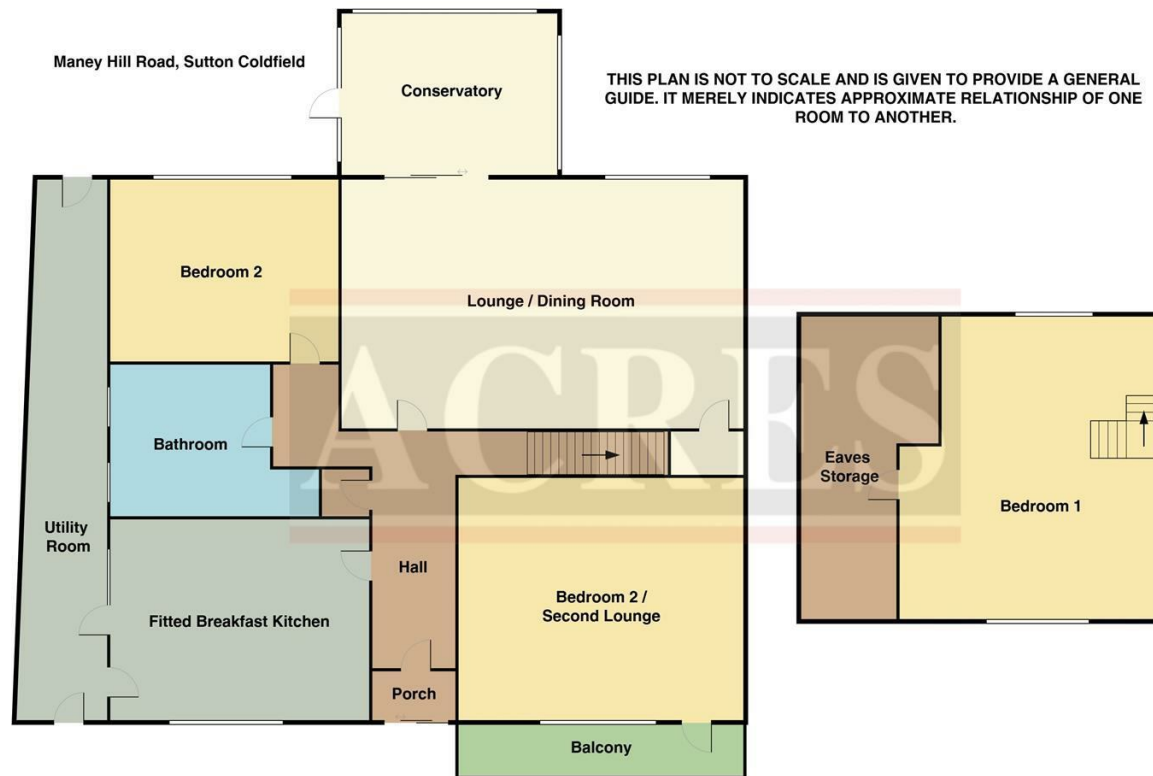 Maney Hill Road, Sutton Coldfield
THIS PLAN IS NOT TO SCALE AND IS GIVEN TO PROVIDE A GENERAL
GUIDE. IT MERELY INDICATES APPROXIMATE RELATIONSHIP OF ONE
ROOM TO ANOTHER.
Conservatory
Bedroom 2
Lounge / Dining Room
ACRES
Bathroom
Eaves
Storage
Bedroom 1
Utility
Room
Hall
Bedroom 2 /
Second Lounge
Fitted Breakfast Kitchen
Porch
Balcony